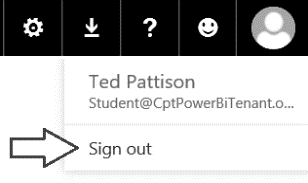 Ted Pattison
Student@CptPowerBiTenant.o...
Sign out